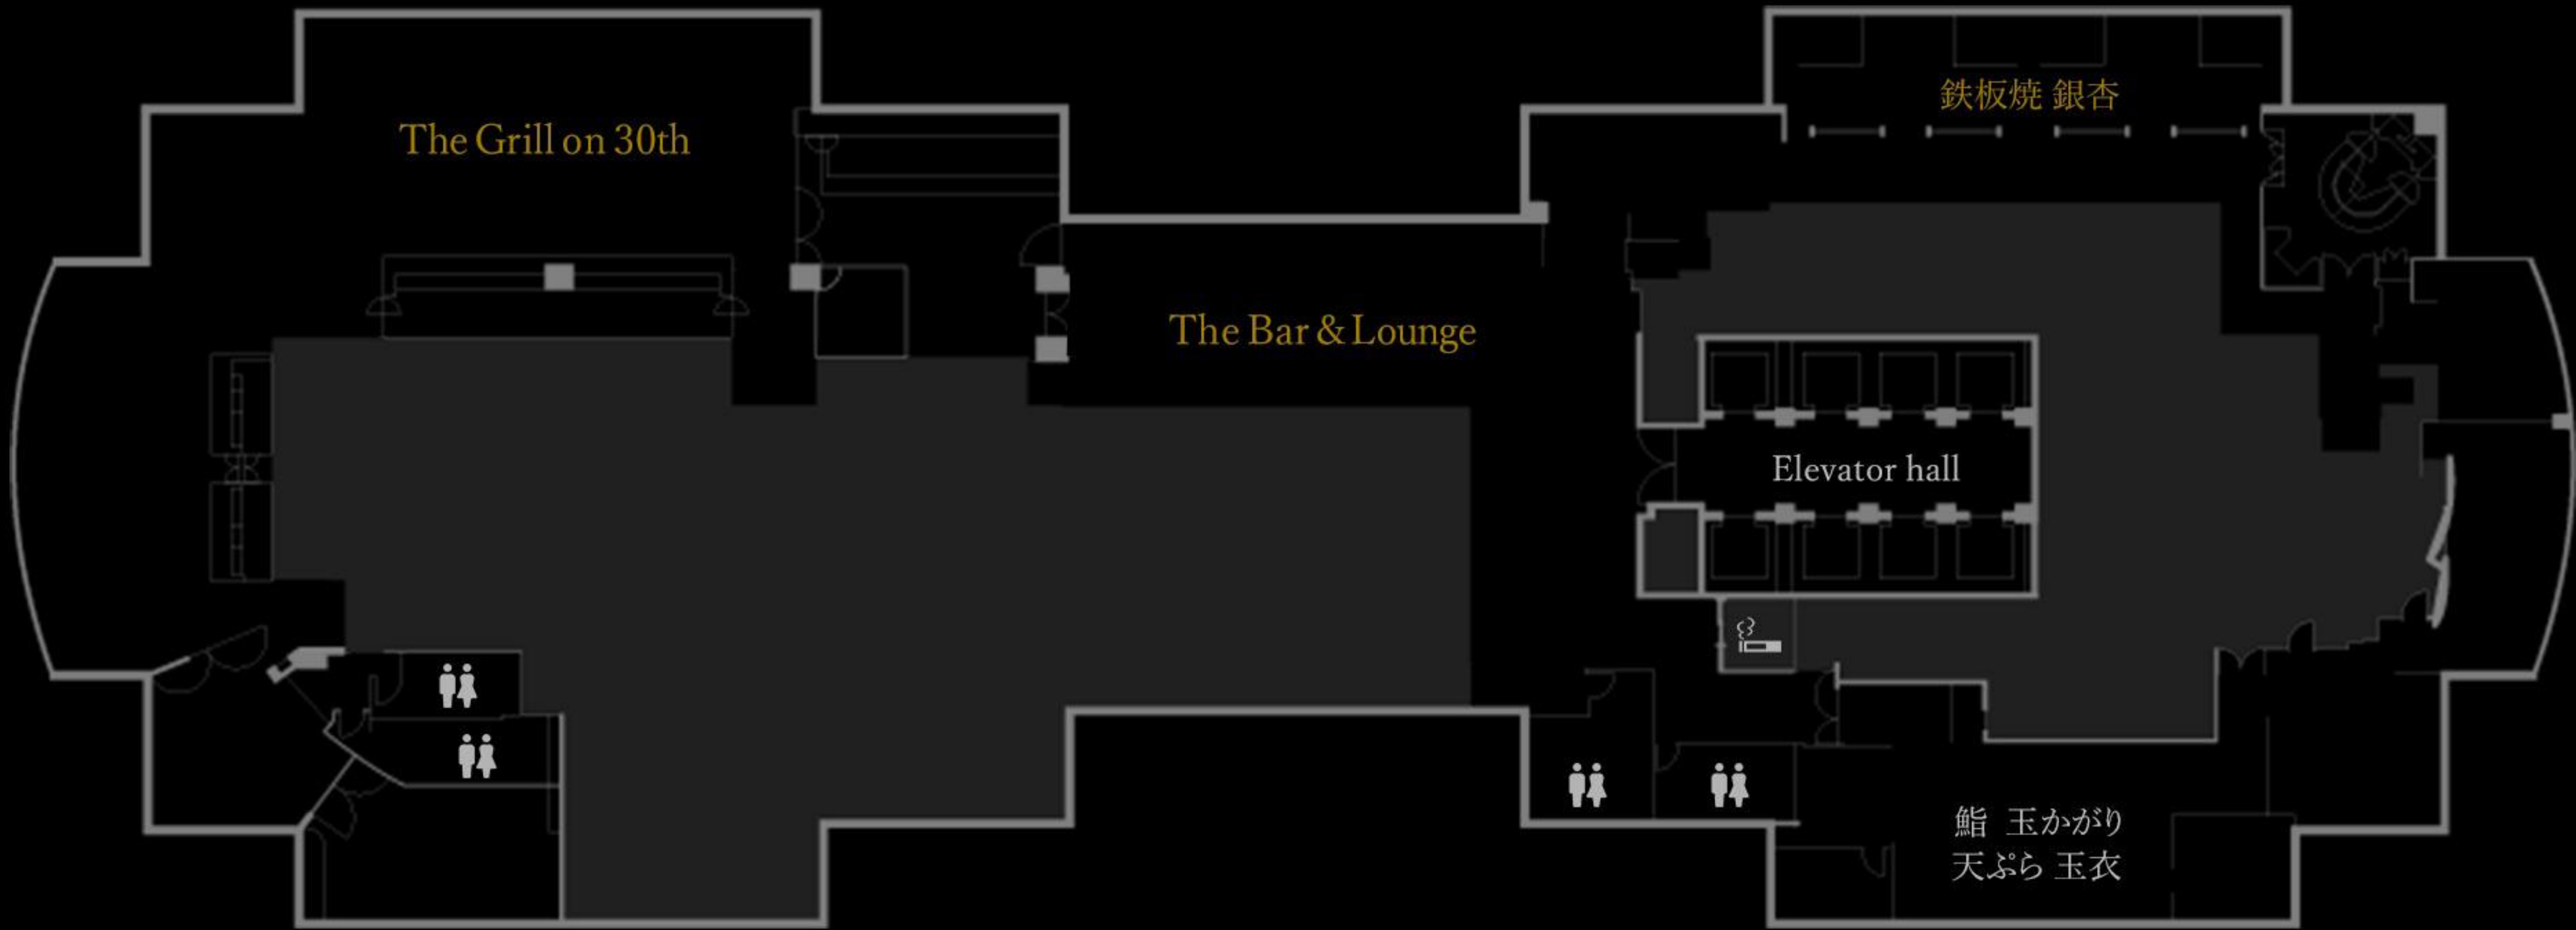 The Grill on 30th
鉄板焼 銀杏
The Bar & Lounge
Elevator hall
鮨 玉かがり
天ぷら 玉衣